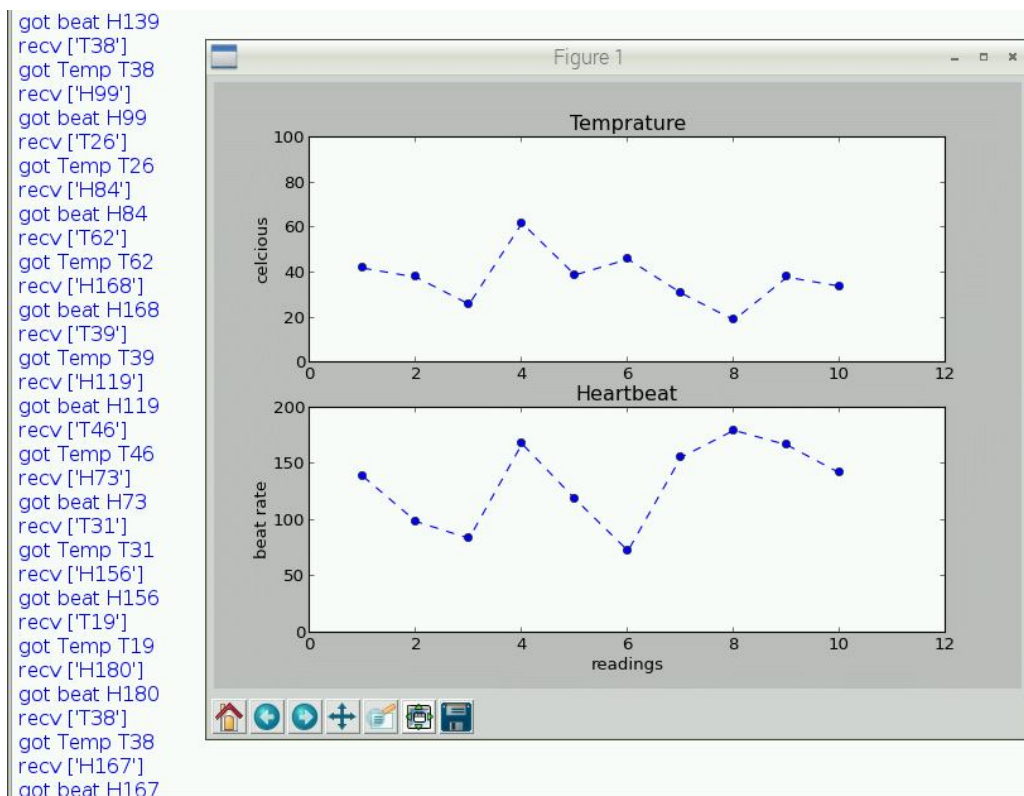 got beat H139
recv ['T38']
got Temp T38
recv ['H99']
got beat H99
recv ['T26']
got Temp T26
recv ['H84']
got beat H84
recv ['T62']
got Temp T62
recv ['H168']
got beat H168
recv ['T39']
got Temp T39
recv ['H119']
got beat H119
recv ['T46']
got Temp T46
recv ['H73']
got beat H73
recv ['T31']
got Temp T31
recv ['H156']
got beat H156
recv ['T19']
got Temp T19
recv ['H180']
got beat H180
recv ['T38']
got Temp T38
recv ['H167']
got beat H167
Figure 1
Temprature
100
80
60
40
20
0
celcious
0 2 4 6 8 10 12
Heartbeat
200
150
100
50
0
beat rate
0 2 4 6 8 10 12
readings